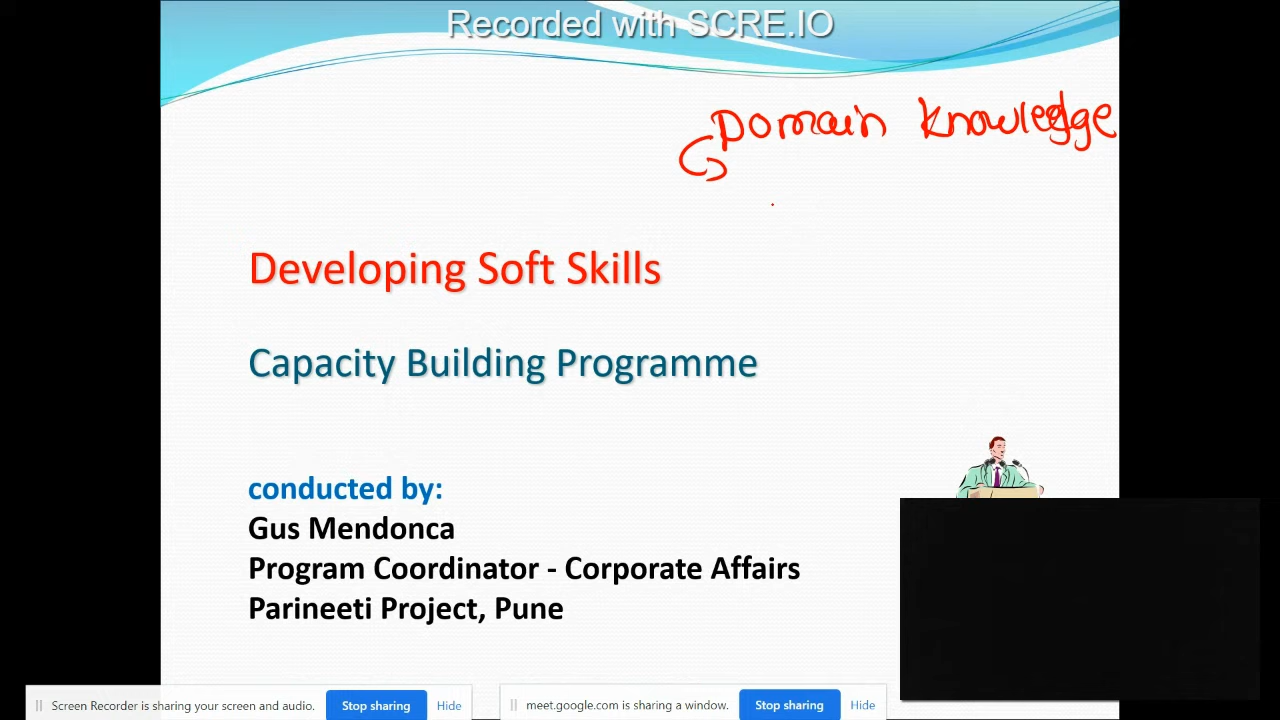 Recorded with SCRE.IO
Domain Knowledge
Developing Soft Skills
Capacity Building Programme
conducted by:
Gus Mendonca
Program Coordinator - Corporate Affairs
Parineeti Project, Pune
Screen Recorder is sharing your screen and audio. Stop sharing Hide
meet.google.com is sharing a window. Stop sharing Hide